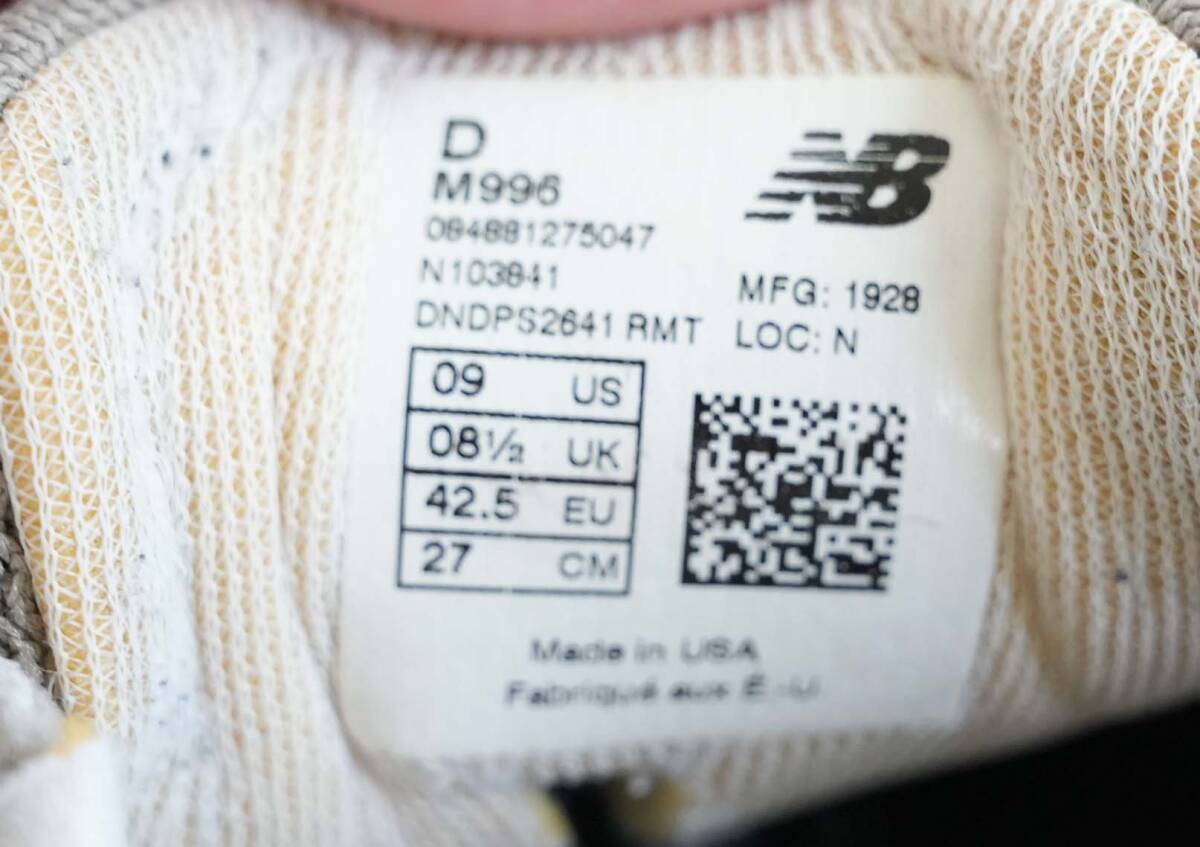 D
NB
M996
084881275047
N103841
MFG: 1928
DNDPS2641 RMT
LOC: N
09 US
08½ UK
42.5 EU
27 CM
Made in USA
Fabriqué aux É.-U.